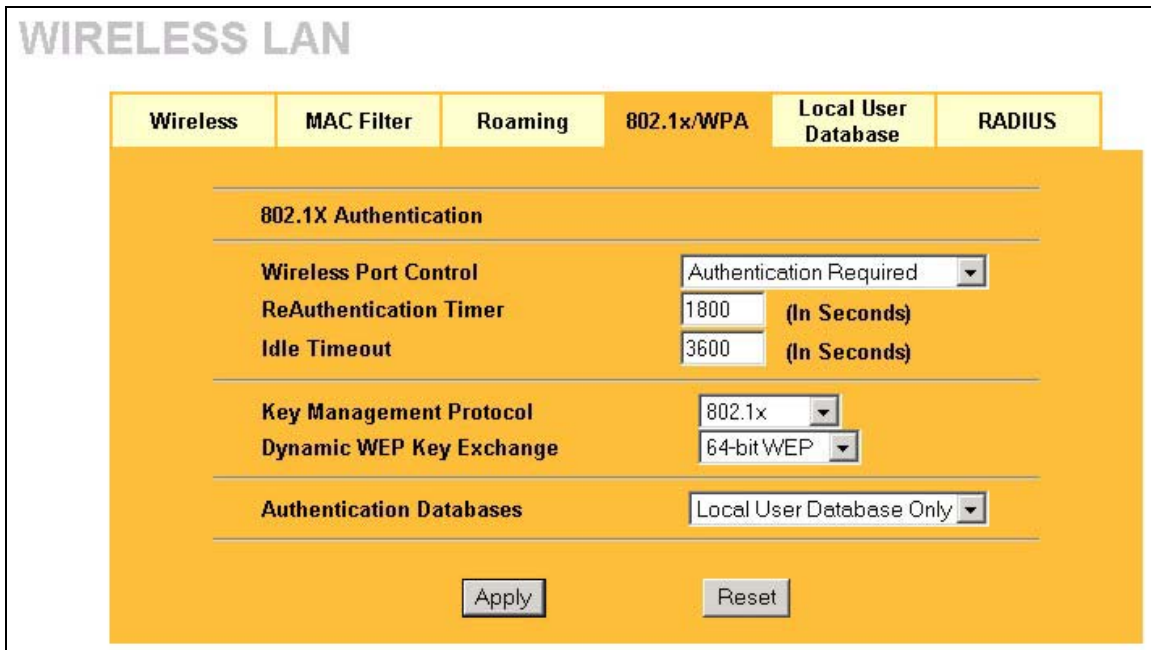 WIRELESS LAN
Wireless
MAC Filter
Roaming
802.1x/WPA
Local User
Database
RADIUS
802.1X Authentication
Wireless Port Control
Authentication Required
ReAuthentication Timer
1800
(In Seconds)
Idle Timeout
3600
(In Seconds)
Key Management Protocol
802.1x
Dynamic WEP Key Exchange
64-bit WEP
Authentication Databases
Local User Database Only
Apply
Reset